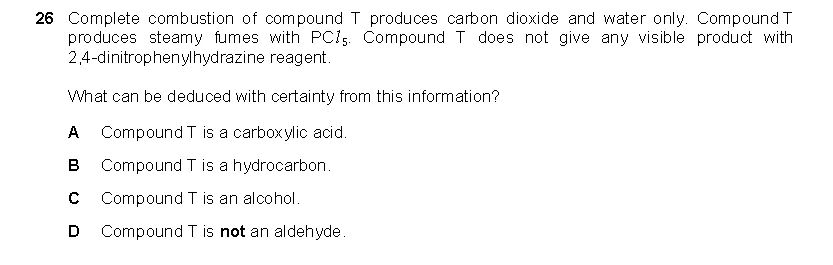 26 Complete combustion of compound T produces carbon dioxide and water only. Compound T
produces steamy fumes with PCl₅. Compound T does not give any visible product with
2,4-dinitrophenylhydrazine reagent.
What can be deduced with certainty from this information?
A Compound T is a carboxylic acid.
B Compound T is a hydrocarbon.
C Compound T is an alcohol.
D Compound T is not an aldehyde.